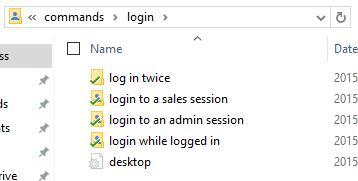 « commands › login ›
Name Date
log in twice 2015
login to a sales session 2015
login to an admin session 2015
login while logged in 2015
desktop 2015